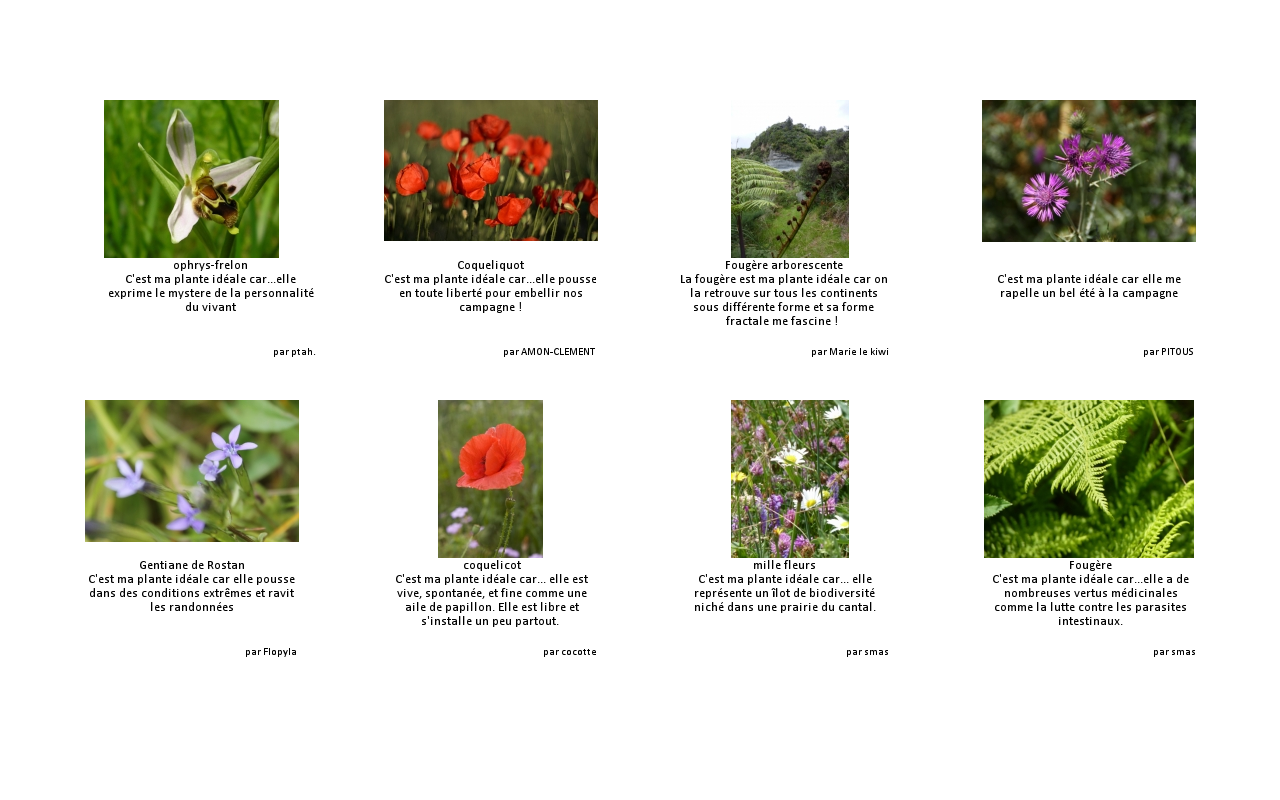 ophrys-frelon
C'est ma plante idéale car...elle
exprime le mystere de la personnalité
du vivant
par ptah.
Coqueliquot
C'est ma plante idéale car...elle pousse
en toute liberté pour embellir nos
campagne !
par AMON-CLEMENT
Fougère arborescente
La fougère est ma plante idéale car on
la retrouve sur tous les continents
sous différente forme et sa forme
fractale me fascine !
par Marie le kiwi
C'est ma plante idéale car elle me
rapelle un bel été à la campagne
par PITOUS
Gentiane de Rostan
C'est ma plante idéale car elle pousse
dans des conditions extrêmes et ravit
les randonnées
par Flopyla
coquelicot
C'est ma plante idéale car... elle est
vive, spontanée, et fine comme une
aile de papillon. Elle est libre et
s'installe un peu partout.
par cocotte
mille fleurs
C'est ma plante idéale car... elle
représente un îlot de biodiversité
niché dans une prairie du cantal.
par smas
Fougère
C'est ma plante idéale car...elle a de
nombreuses vertus médicinales
comme la lutte contre les parasites
intestinaux.
par smas